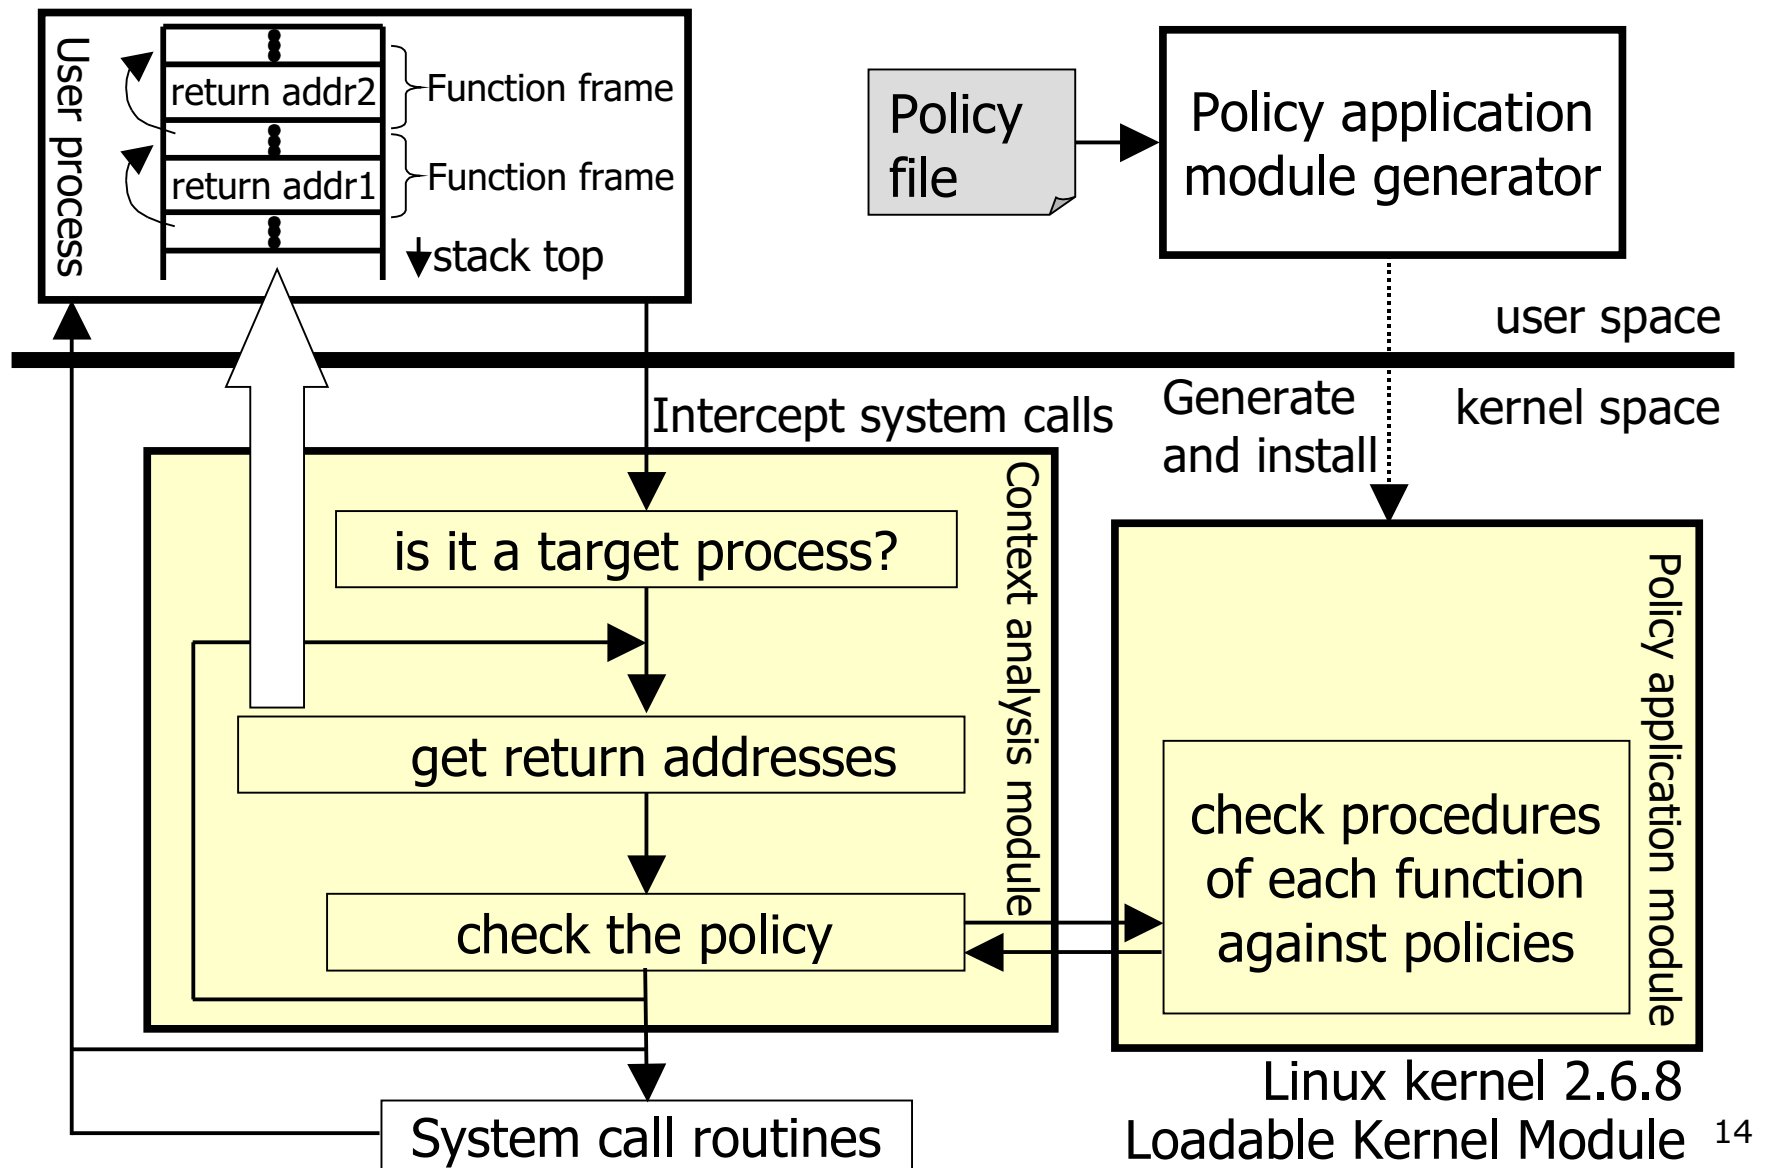 User process
return addr2
Function frame
return addr1
Function frame
stack top
Policy
file
Policy application
module generator
user space
kernel space
Intercept system calls
Generate
and install
Context analysis module
is it a target process?
get return addresses
check the policy
Policy application module
check procedures
of each function
against policies
System call routines
Linux kernel 2.6.8
Loadable Kernel Module
14